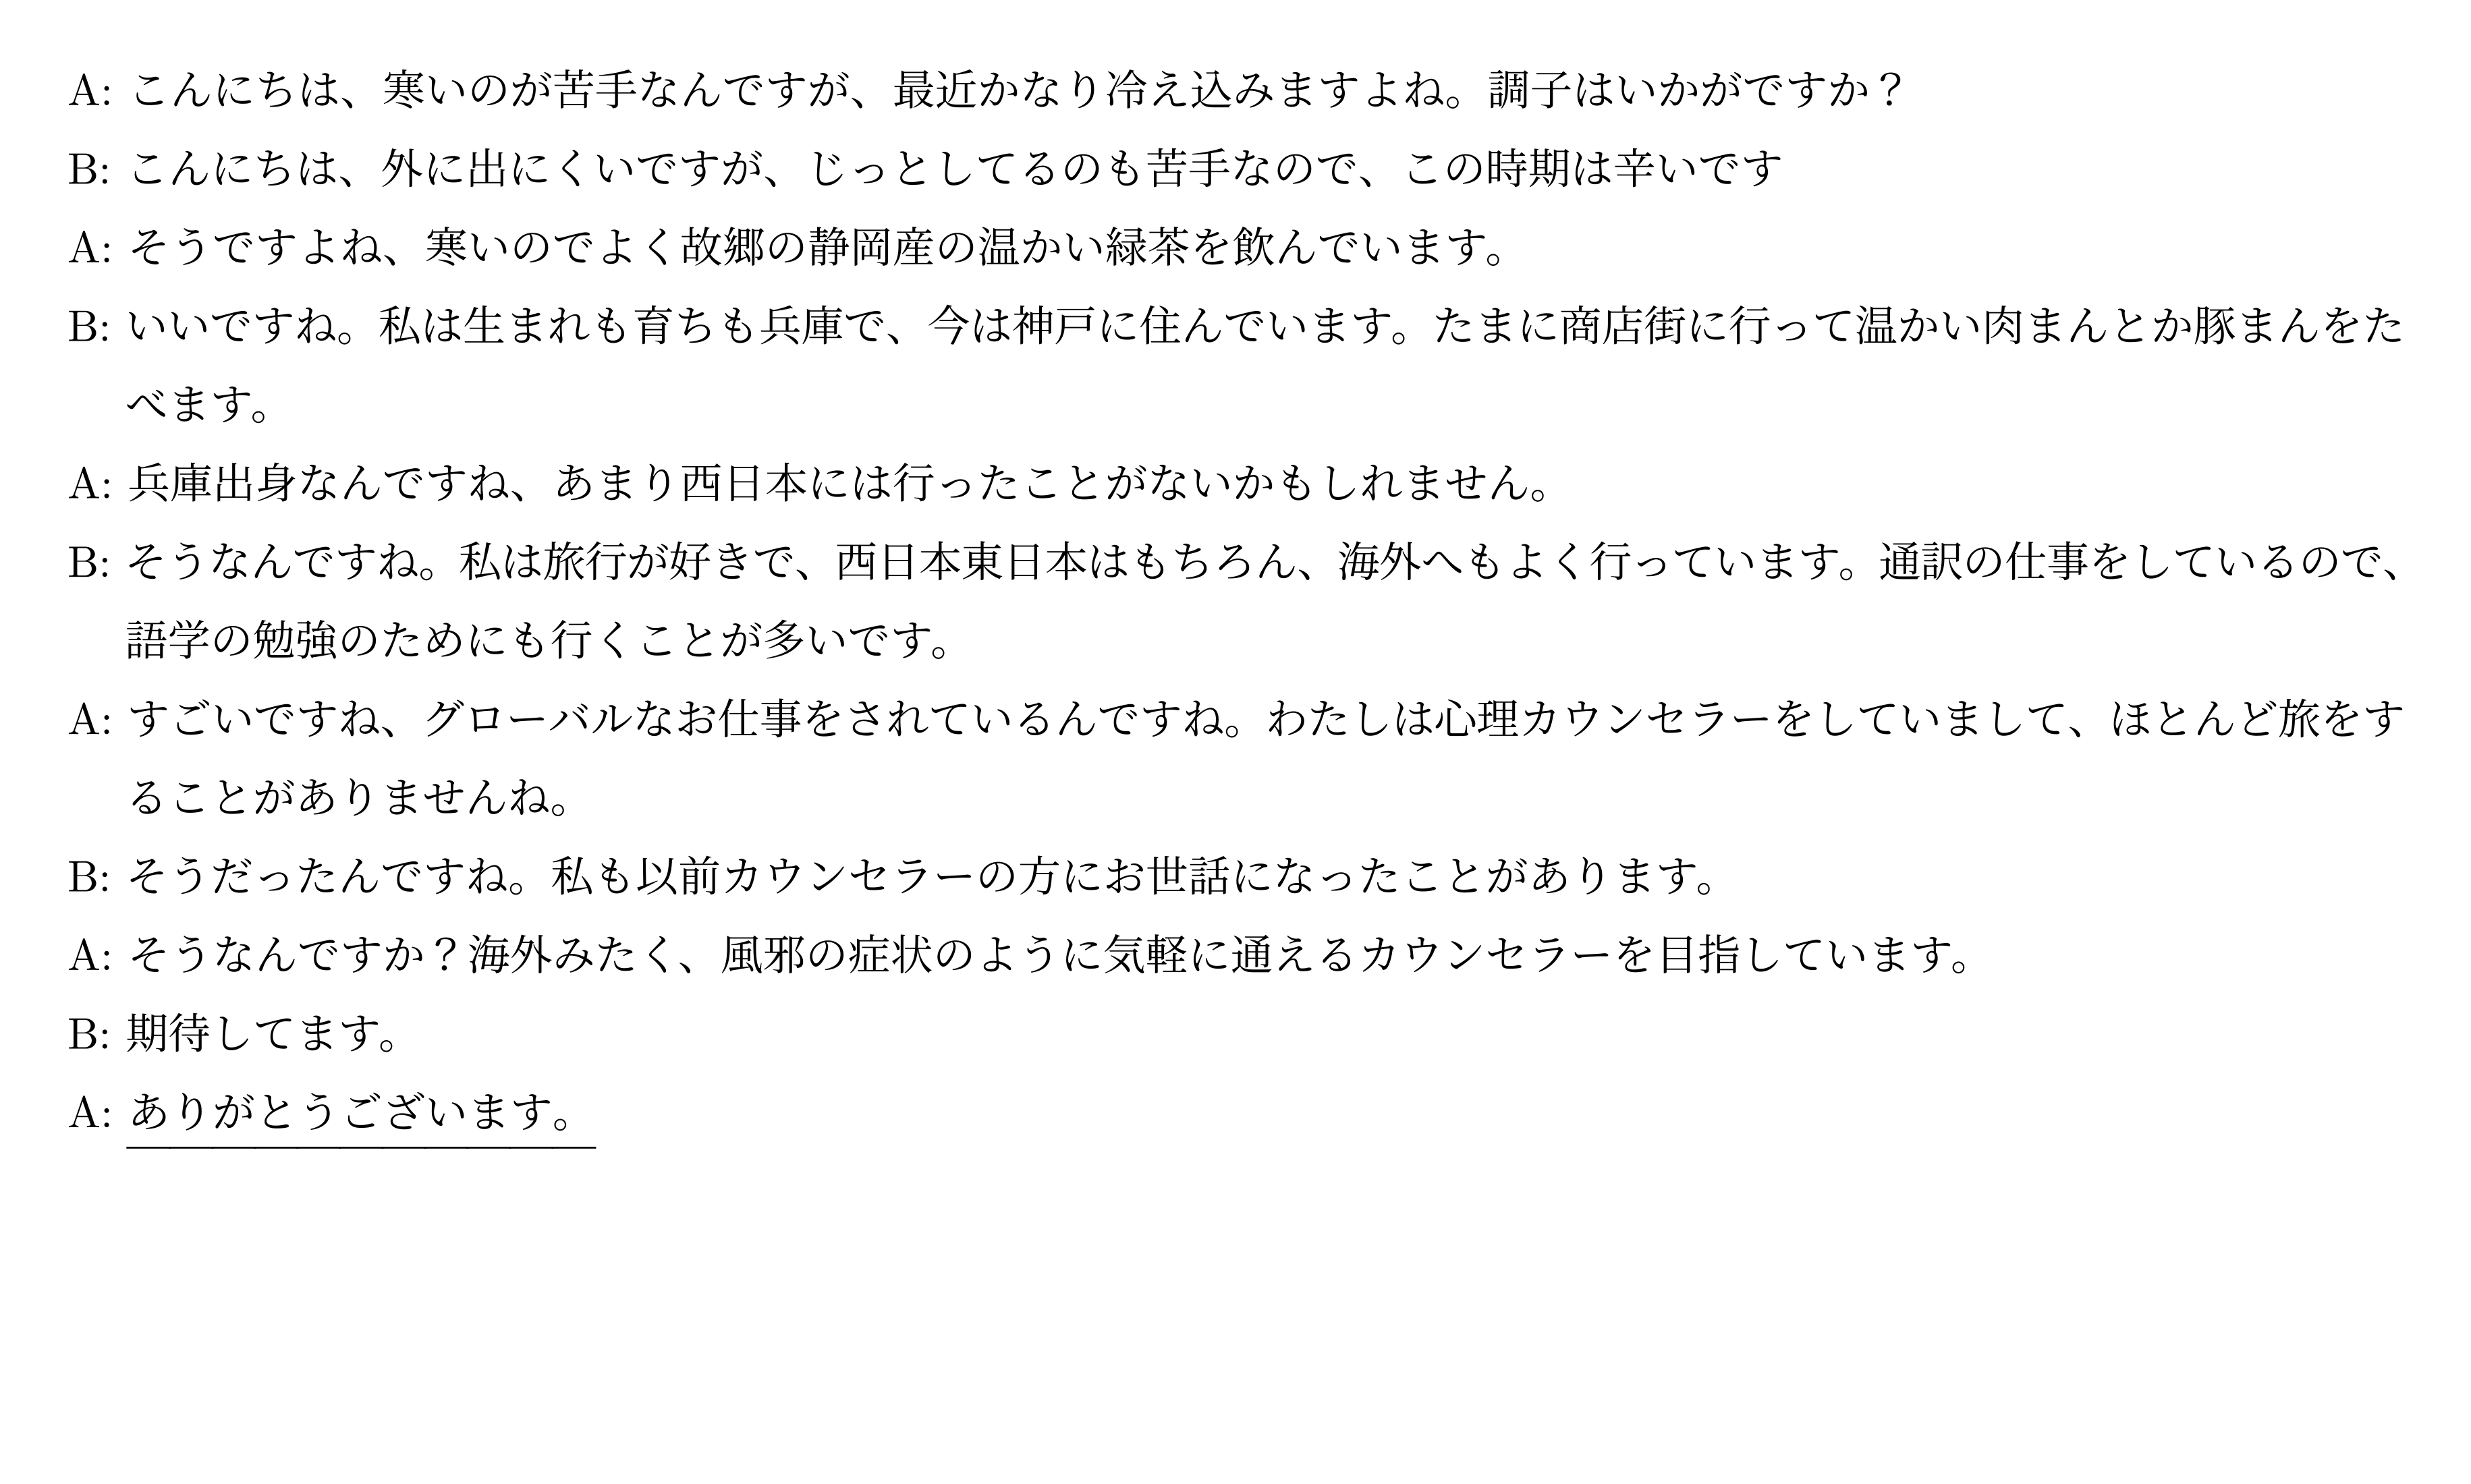 A: こんにちは、寒いのが苦手なんですが、最近かなり冷え込みますよね。調子はいかがですか？
B: こんにちは、外に出にくいですが、じっとしてるのも苦手なので、この時期は辛いです
A: そうですよね、寒いのでよく故郷の静岡産の温かい緑茶を飲んでいます。
B: いいですね。私は生まれも育ちも兵庫で、今は神戸に住んでいます。たまに商店街に行って温かい肉まんとか豚まんをた
べます。
A: 兵庫出身なんですね、あまり西日本には行ったことがないかもしれません。
B: そうなんですね。私は旅行が好きで、西日本東日本はもちろん、海外へもよく行っています。通訳の仕事をしているので、
語学の勉強のためにも行くことが多いです。
A: すごいですね、グローバルなお仕事をされているんですね。わたしは心理カウンセラーをしていまして、ほとんど旅をす
ることがありませんね。
B: そうだったんですね。私も以前カウンセラーの方にお世話になったことがあります。
A: そうなんですか？海外みたく、風邪の症状のように気軽に通えるカウンセラーを目指しています。
B: 期待してます。
A: ありがとうございます。